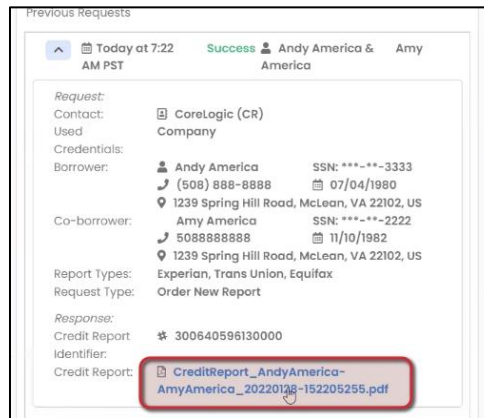 Previous Requests
Today at 7:22 Success Andy America & Amy
AM PST America
Request:
Contact: CoreLogic (CR)
Used Company
Credentials:
Borrower: Andy America SSN: ***-**-3333
(508) 888-8888 07/04/1980
1239 Spring Hill Road, McLean, VA 22102, US
Co-borrower: Amy America SSN: ***-**-2222
5088888888 11/10/1982
1239 Spring Hill Road, McLean, VA 22102, US
Report Types: Experian, Trans Union, Equifax
Request Type: Order New Report
Response:
Credit Report 300640596130000
Identifier:
Credit Report: CreditReport_AndyAmerica-
AmyAmerica_20220128-152205255.pdf